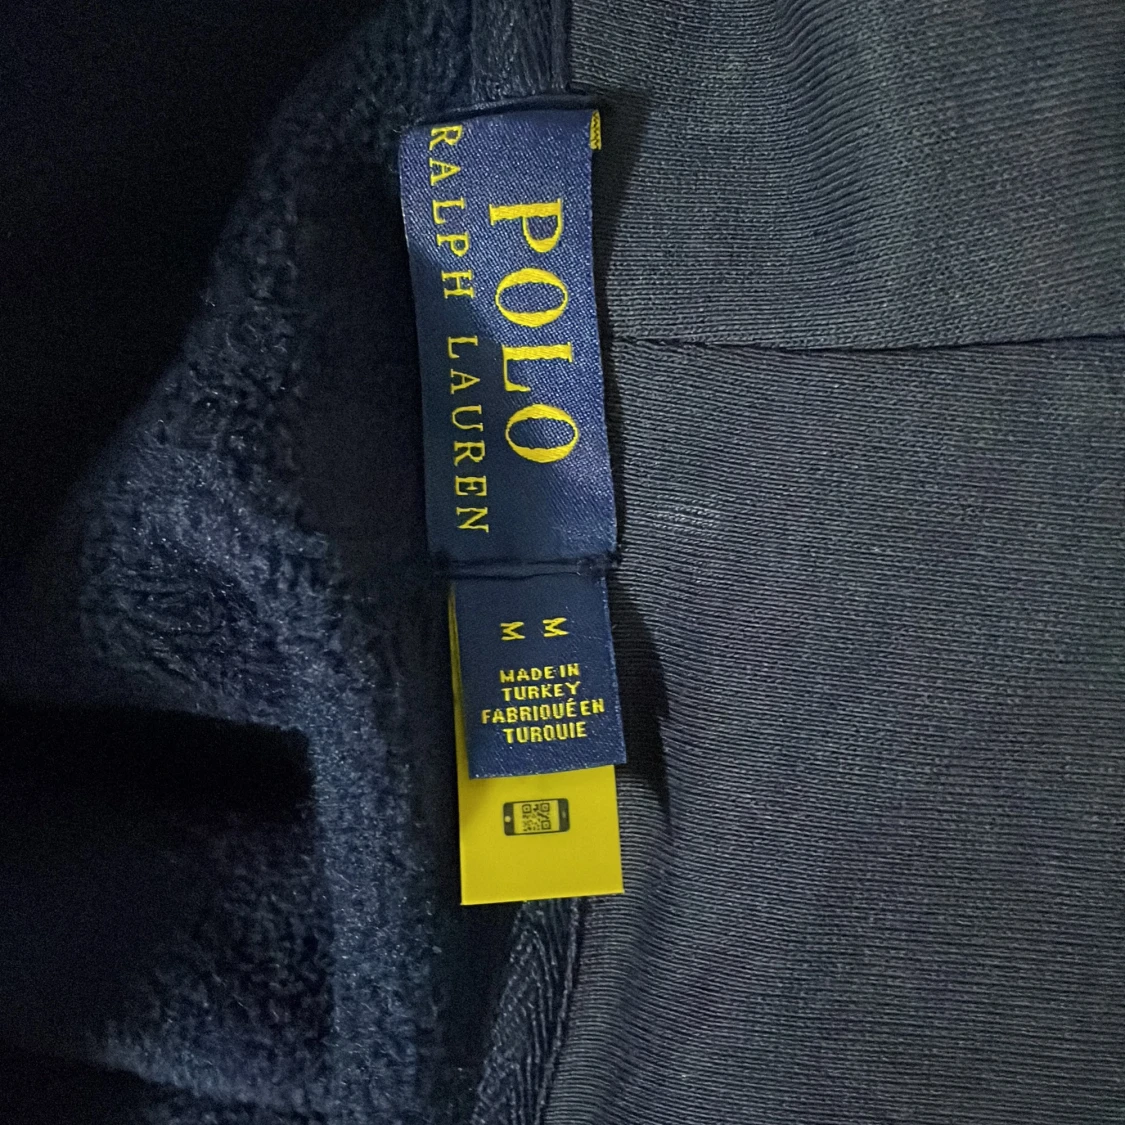 POLO
RALPH LAUREN
M M
MADE IN
TURKEY
FABRIQUÉ EN
TURQUIE